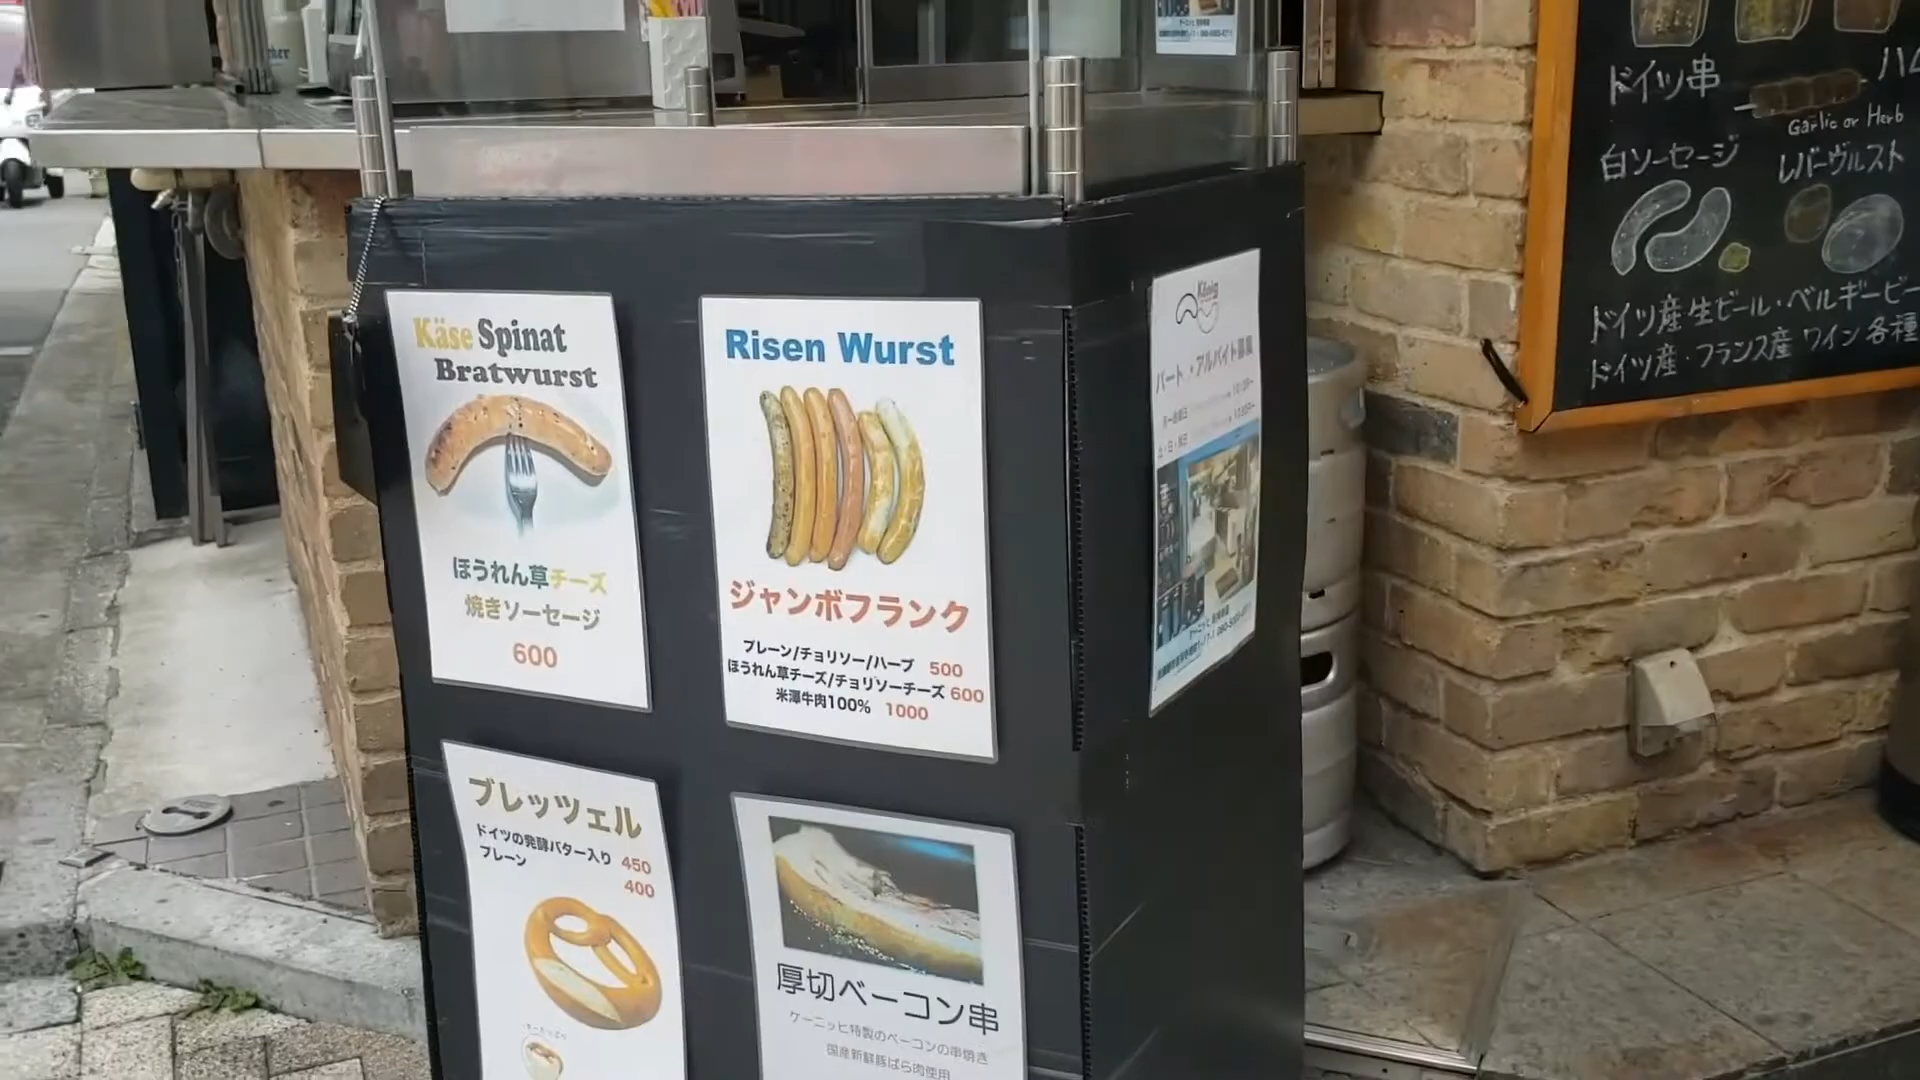 Käse Spinat
Bratwurst
ほうれん草チーズ
焼きソーセージ
600
Risen Wurst
ジャンボフランク
プレーン/チョリソー/ハーブ 500
ほうれん草チーズ/チョリソーチーズ 600
米澤牛肉100% 1000
ブレッツェル
ドイツの発酵バター入り 450
プレーン 400
厚切ベーコン串
ケーニッヒ特製のベーコンの串焼き
国産新鮮豚ばら肉使用
König
パート・アルバイト募集
ドイツ串
ハム
Garlic or Herb
白ソーセージ
レバーヴルスト
ドイツ産生ビール・ベルギービー
ドイツ産・フランス産 ワイン各種